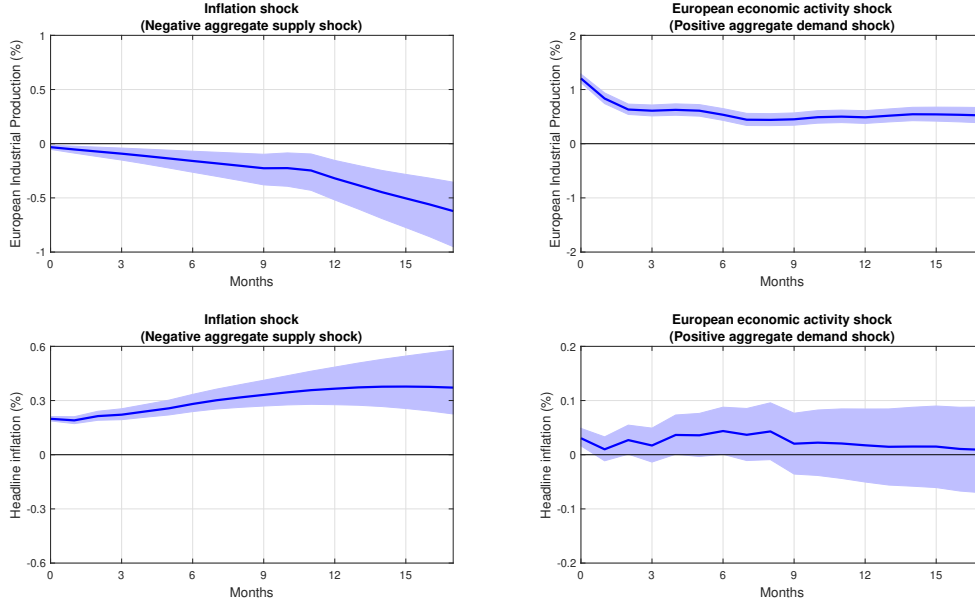 Inflation shock
(Negative aggregate supply shock)
European Industrial Production (%)
1
0.5
0
-0.5
-1
0
3
6
9
12
15
Months
European economic activity shock
(Positive aggregate demand shock)
European Industrial Production (%)
2
1
0
-1
-2
0
3
6
9
12
15
Months
Inflation shock
(Negative aggregate supply shock)
Headline inflation (%)
0.6
0.3
0
-0.3
-0.6
0
3
6
9
12
15
Months
European economic activity shock
(Positive aggregate demand shock)
Headline inflation (%)
0.2
0.1
0
-0.1
-0.2
0
3
6
9
12
15
Months